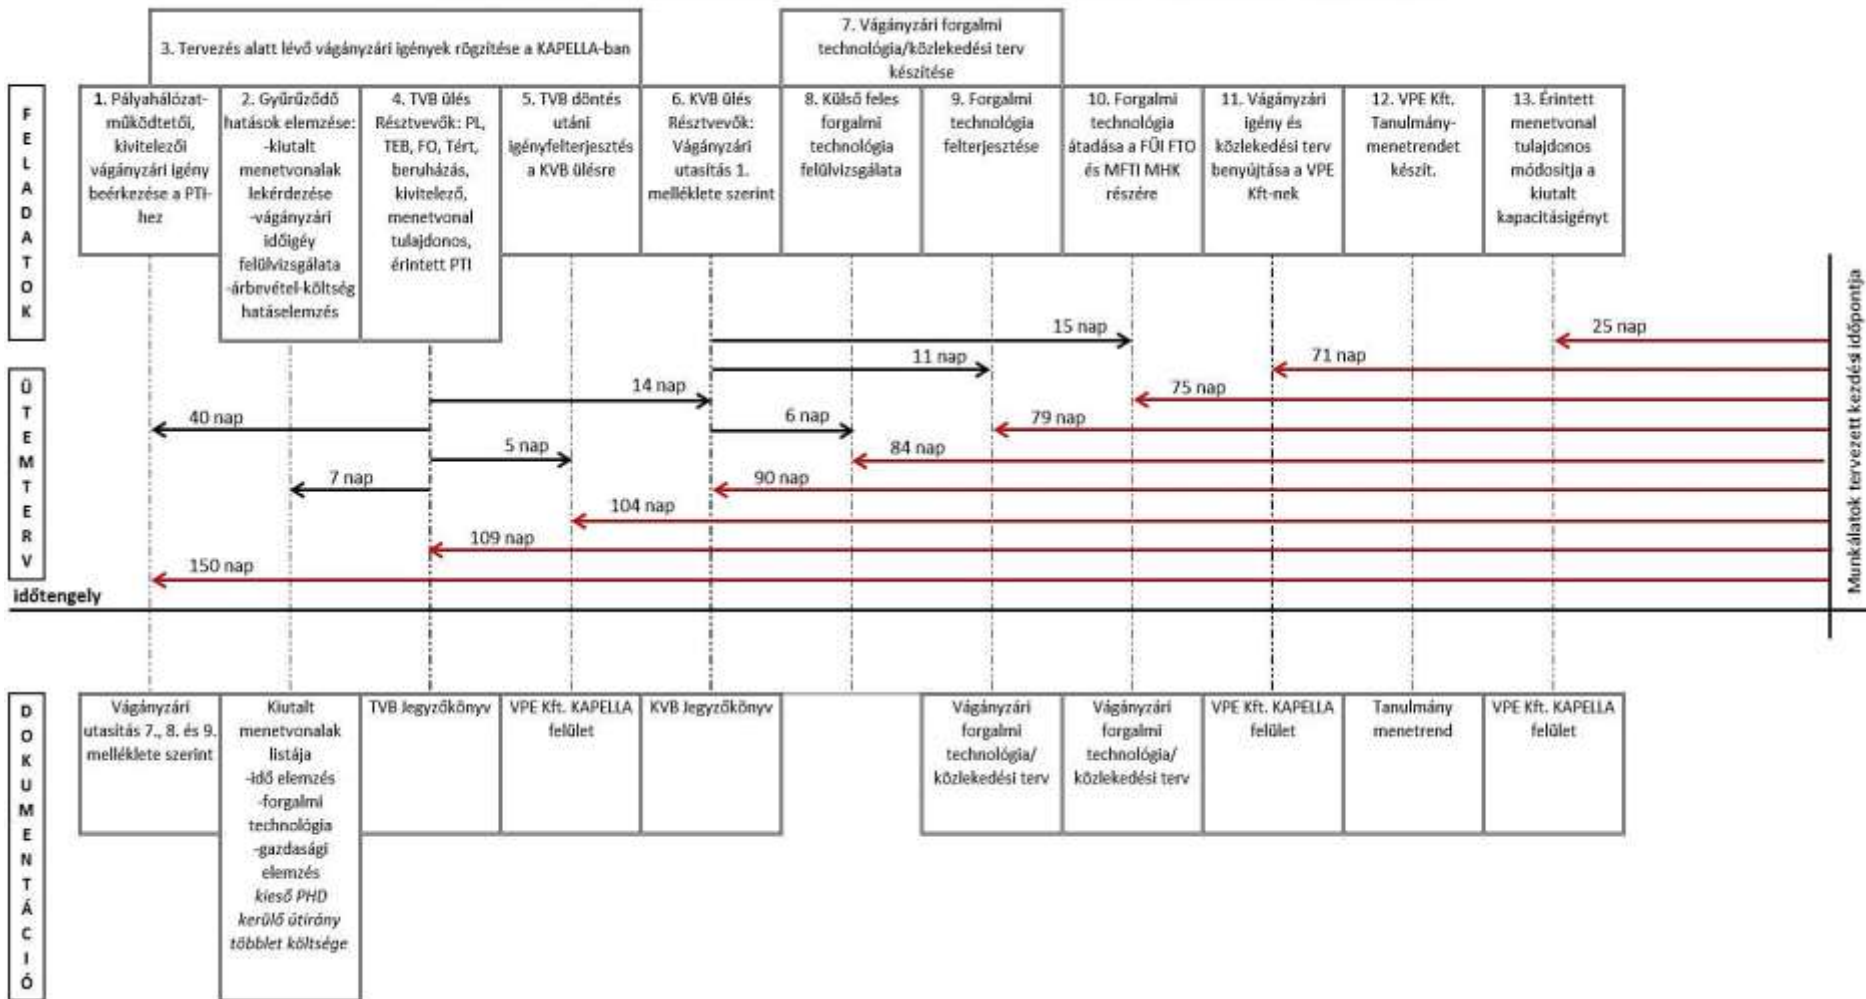 3. Tervezés alatt lévő vágányzári igények rögzítése a KAPELLA-ban
7. Vágányzári forgalmi
technológia/közlekedési terv
készítése
FELADATOK
1. Pályahálózat-
működtetői,
kivitelezői
vágányzári igény
beérkezése a PTI-
hez
2. Gyűrűződő
hatások elemzése:
-kiutalt
menetvonalak
lekérdezése
-vágányzári
időigéy
felülvizsgálata
-árbevétel-költség
hatáselemzés
4. TVB ülés
Résztvevők: PL,
TEB, FO, Tért,
beruházás,
kivitelező,
menetvonal
tulajdonos,
érintett PTI
5. TVB döntés
utáni
igényfelterjesztés
a KVB ülésre
6. KVB ülés
Résztvevők:
Vágányzári
utasítás 1.
melléklete szerint
8. Külső feles
forgalmi
technológia
felülvizsgálata
9. Forgalmi
technológia
felterjesztése
10. Forgalmi
technológia
átadása a FÜI FTO
és MFTI MHK
részére
11. Vágányzári
igény és
közlekedési terv
benyújtása a VPE
Kft-nek
12. VPE Kft.
Tanulmány-
menetrendet
készít.
13. Érintett
menetvonal
tulajdonos
módosítja a
kiutalt
kapacitásigényt
Munkálatok tervezett kezdési időpontja
15 nap
25 nap
11 nap
71 nap
ÜTEMTERV
14 nap
75 nap
40 nap
6 nap
79 nap
5 nap
84 nap
7 nap
90 nap
104 nap
109 nap
150 nap
időtengely
DOKUMENTÁCIÓ
Vágányzári
utasítás 7., 8. és 9.
melléklete szerint
Kiutalt
menetvonalak
listája
-idő elemzés
-forgalmi
technológia
-gazdasági
elemzés
kieső PHD
kerülő útirány
többlet költsége
TVB Jegyzőkönyv
VPE Kft. KAPELLA
felület
KVB Jegyzőkönyv
Vágányzári
forgalmi
technológia/
közlekedési terv
Vágányzári
forgalmi
technológia/
közlekedési terv
VPE Kft. KAPELLA
felület
Tanulmány
menetrend
VPE Kft. KAPELLA
felület